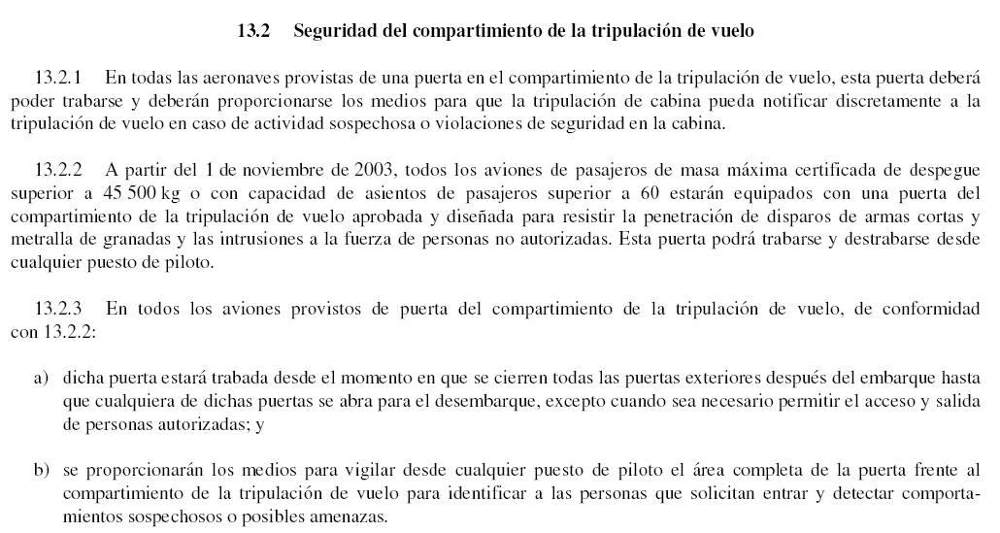 13.2 Seguridad del compartimiento de la tripulación de vuelo
13.2.1 En todas las aeronaves provistas de una puerta en el compartimiento de la tripulación de vuelo, esta puerta deberá
poder trabarse y deberán proporcionarse los medios para que la tripulación de cabina pueda notificar discretamente a la
tripulación de vuelo en caso de actividad sospechosa o violaciones de seguridad en la cabina.
13.2.2 A partir del 1 de noviembre de 2003, todos los aviones de pasajeros de masa máxima certificada de despegue
superior a 45 500 kg o con capacidad de asientos de pasajeros superior a 60 estarán equipados con una puerta del
compartimiento de la tripulación de vuelo aprobada y diseñada para resistir la penetración de disparos de armas cortas y
metralla de granadas y las intrusiones a la fuerza de personas no autorizadas. Esta puerta podrá trabarse y destrabarse desde
cualquier puesto de piloto.
13.2.3 En todos los aviones provistos de puerta del compartimiento de la tripulación de vuelo, de conformidad
con 13.2.2:
a) dicha puerta estará trabada desde el momento en que se cierren todas las puertas exteriores después del embarque hasta
que cualquiera de dichas puertas se abra para el desembarque, excepto cuando sea necesario permitir el acceso y salida
de personas autorizadas; y
b) se proporcionarán los medios para vigilar desde cualquier puesto de piloto el área completa de la puerta frente al
compartimiento de la tripulación de vuelo para identificar a las personas que solicitan entrar y detectar comporta-
mientos sospechosos o posibles amenazas.